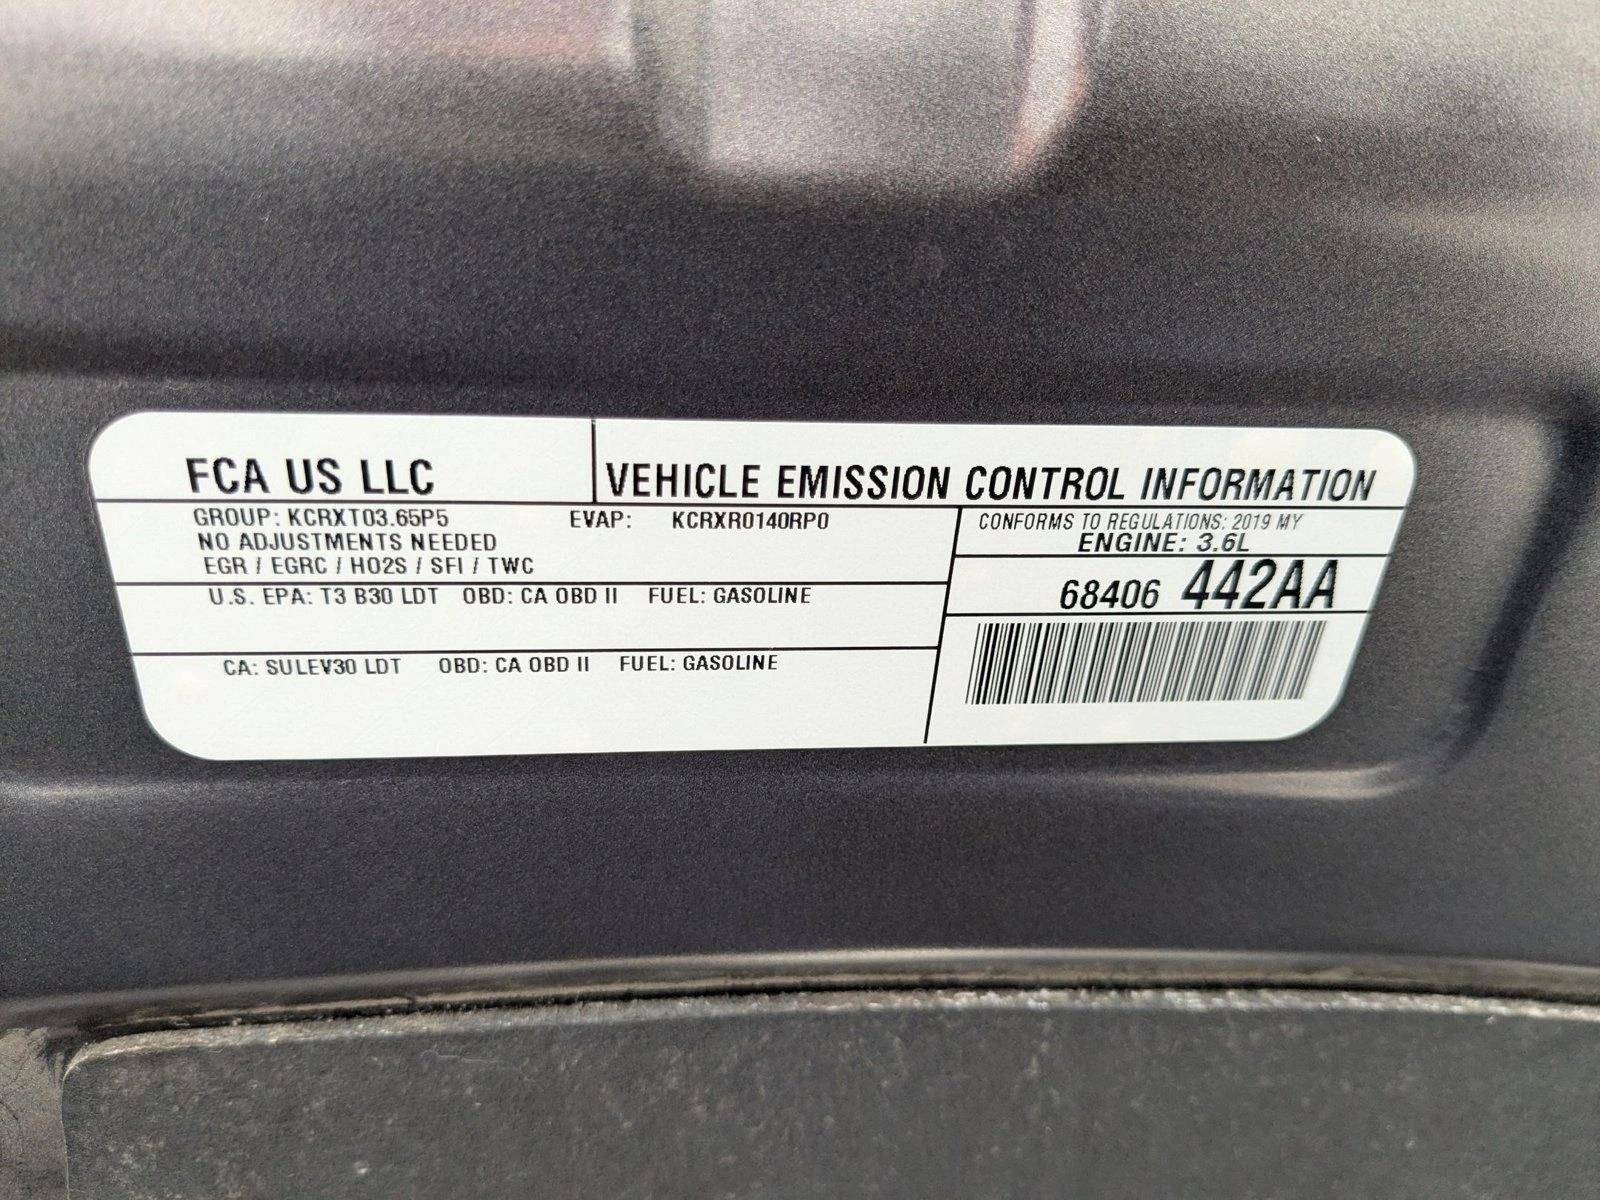 FCA US LLC
VEHICLE EMISSION CONTROL INFORMATION
GROUP: KCRXT03.65P5 EVAP: KCRXR0140RP0
NO ADJUSTMENTS NEEDED
EGR / EGRC / HO2S / SFI / TWC
U.S. EPA: T3 B30 LDT OBD: CA OBD II FUEL: GASOLINE
CA: SULEV30 LDT OBD: CA OBD II FUEL: GASOLINE
CONFORMS TO REGULATIONS: 2019 MY
ENGINE: 3.6L
68406 442AA